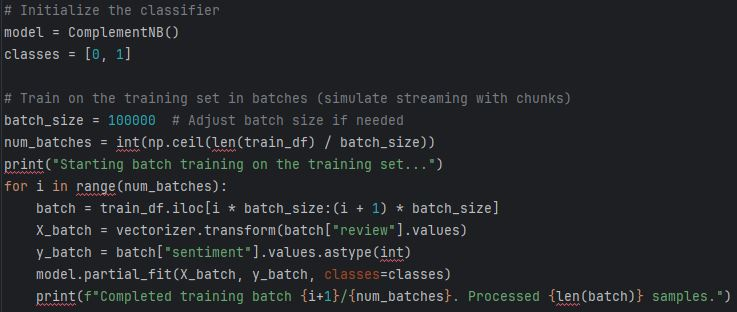 # Initialize the classifier
model = ComplementNB()
classes = [0, 1]
# Train on the training set in batches (simulate streaming with chunks)
batch_size = 100000  # Adjust batch size if needed
num_batches = int(np.ceil(len(train_df) / batch_size))
print("Starting batch training on the training set...")
for i in range(num_batches):
    batch = train_df.iloc[i * batch_size:(i + 1) * batch_size]
    X_batch = vectorizer.transform(batch["review"].values)
    y_batch = batch["sentiment"].values.astype(int)
    model.partial_fit(X_batch, y_batch, classes=classes)
    print(f"Completed training batch {i+1}/{num_batches}. Processed {len(batch)} samples.")